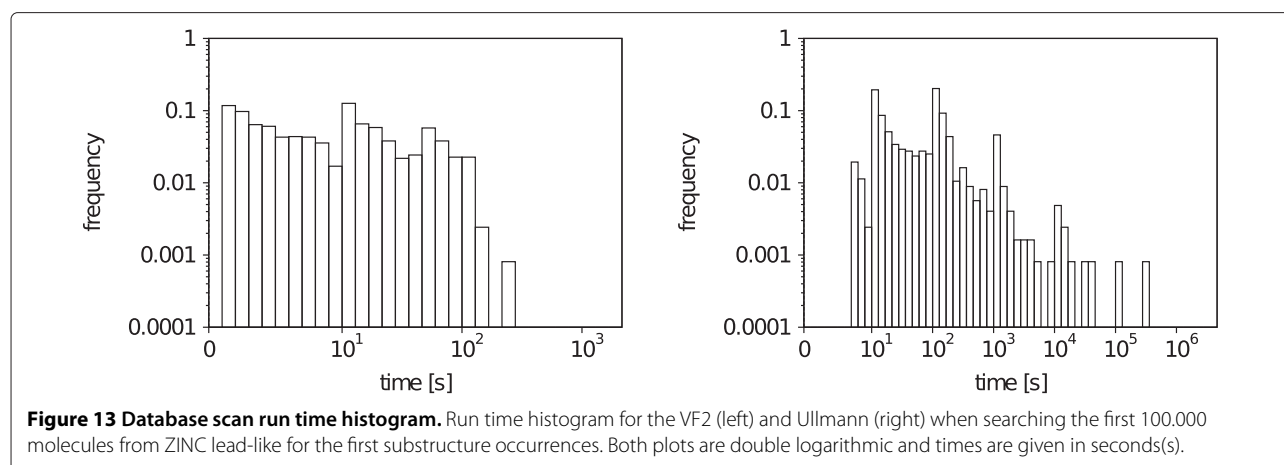 1
0.1
0.01
0.001
0.0001
frequency
0 10¹ 10² 10³
time [s]
1
0.1
0.01
0.001
0.0001
frequency
0 10¹ 10² 10³ 10⁴ 10⁵ 10⁶
time [s]
Figure 13 Database scan run time histogram. Run time histogram for the VF2 (left) and Ullmann (right) when searching the first 100.000
molecules from ZINC lead-like for the first substructure occurrences. Both plots are double logarithmic and times are given in seconds(s).